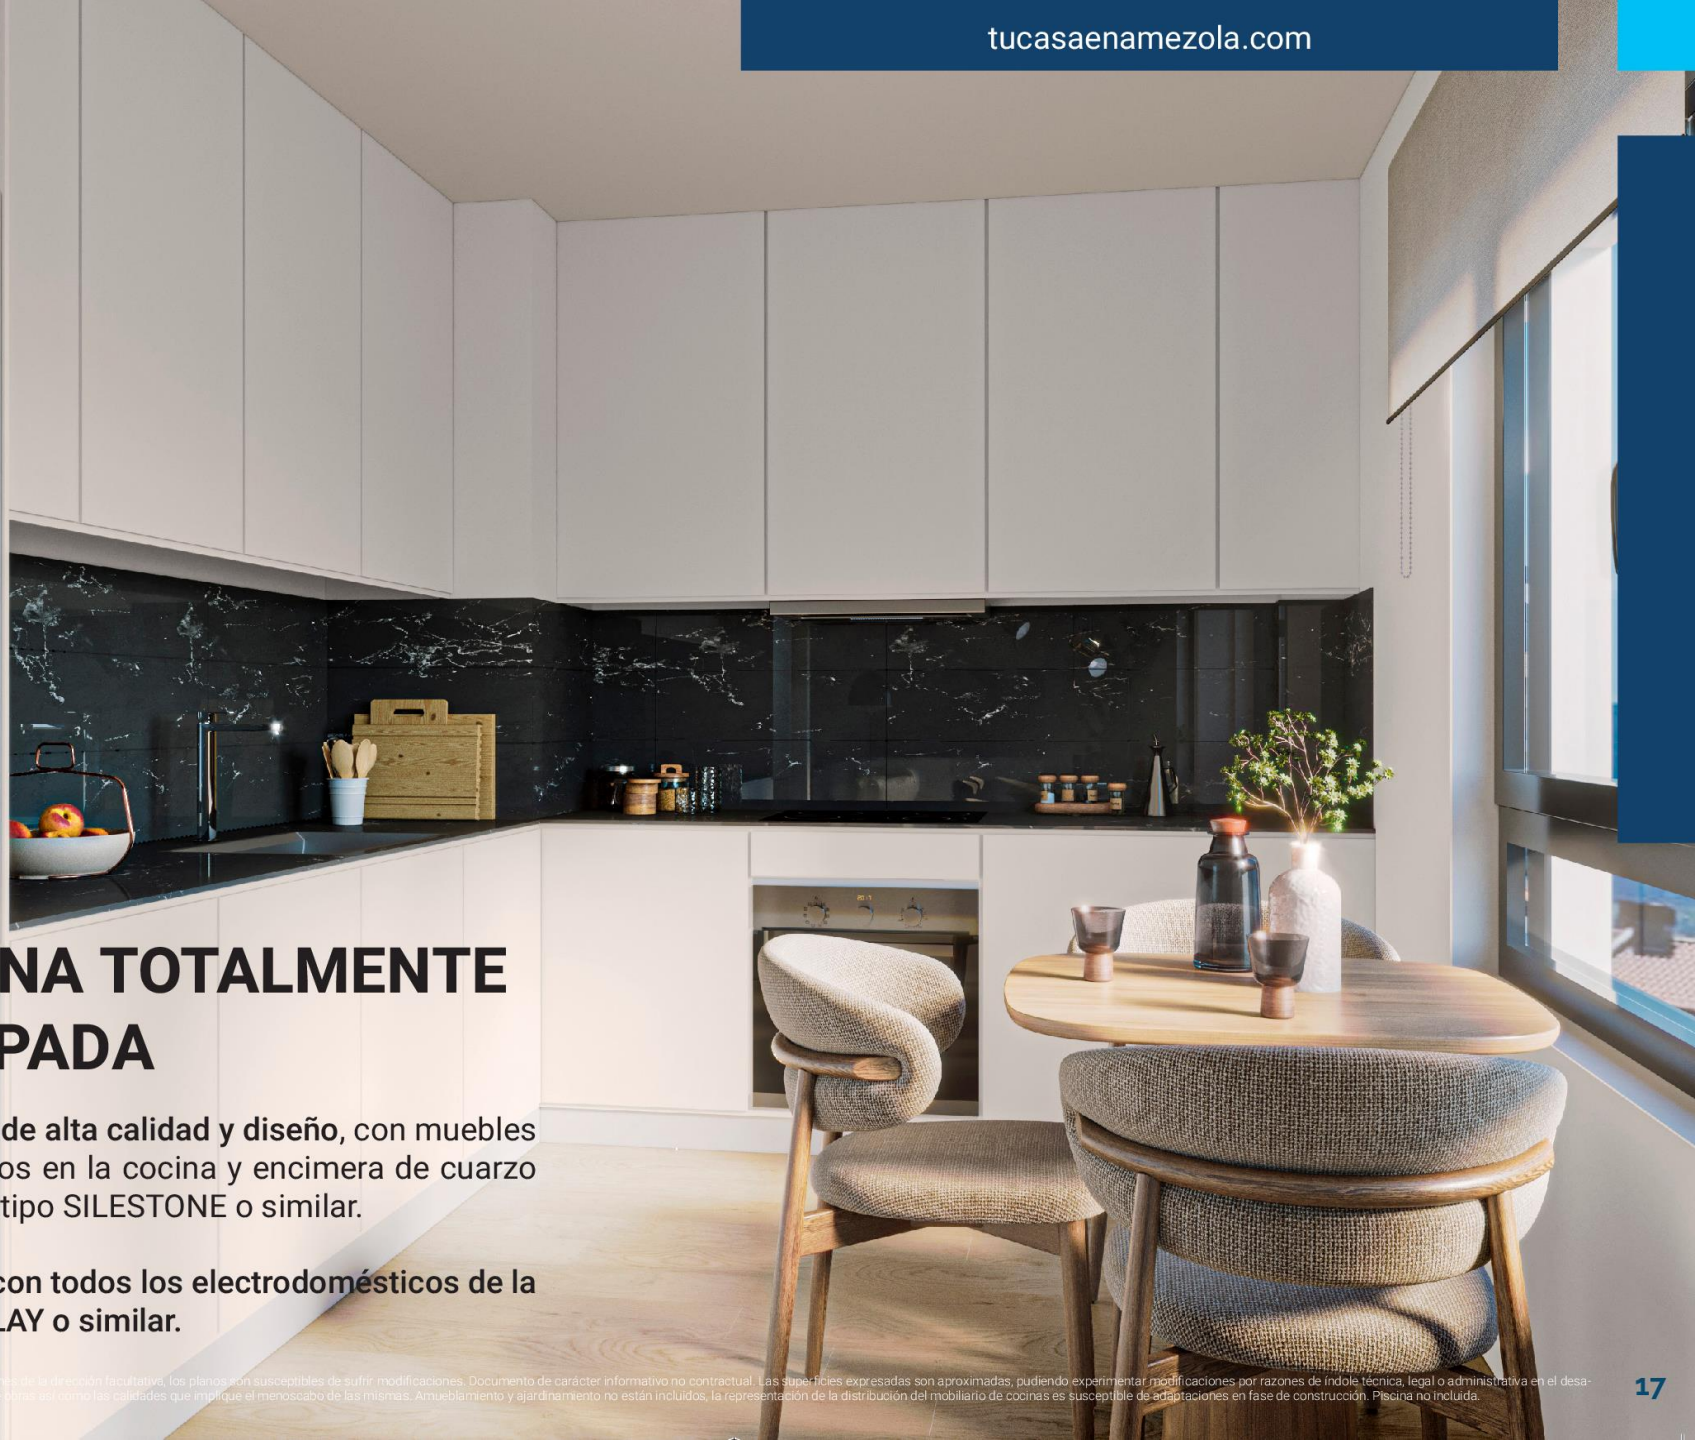 tucasaenamezola.com
NA TOTALMENTE
PADA
de alta calidad y diseño, con muebles
os en la cocina y encimera de cuarzo
tipo SILESTONE o similar.
con todos los electrodomésticos de la
LAY o similar.
de la dirección facultativa, los planos son susceptibles de sufrir modificaciones. Documento de carácter informativo no contractual. Las superficies expresadas son aproximadas, pudiendo experimentar modificaciones por razones de índole técnica, legal o administrativa en el desa-
obras así como las calidades que implique el menoscabo de las mismas. Amueblamiento y ajardinamiento no están incluidos, la representación de la distribución del mobiliario de cocinas es susceptible de adaptaciones en fase de construcción. Piscina no incluida.
17